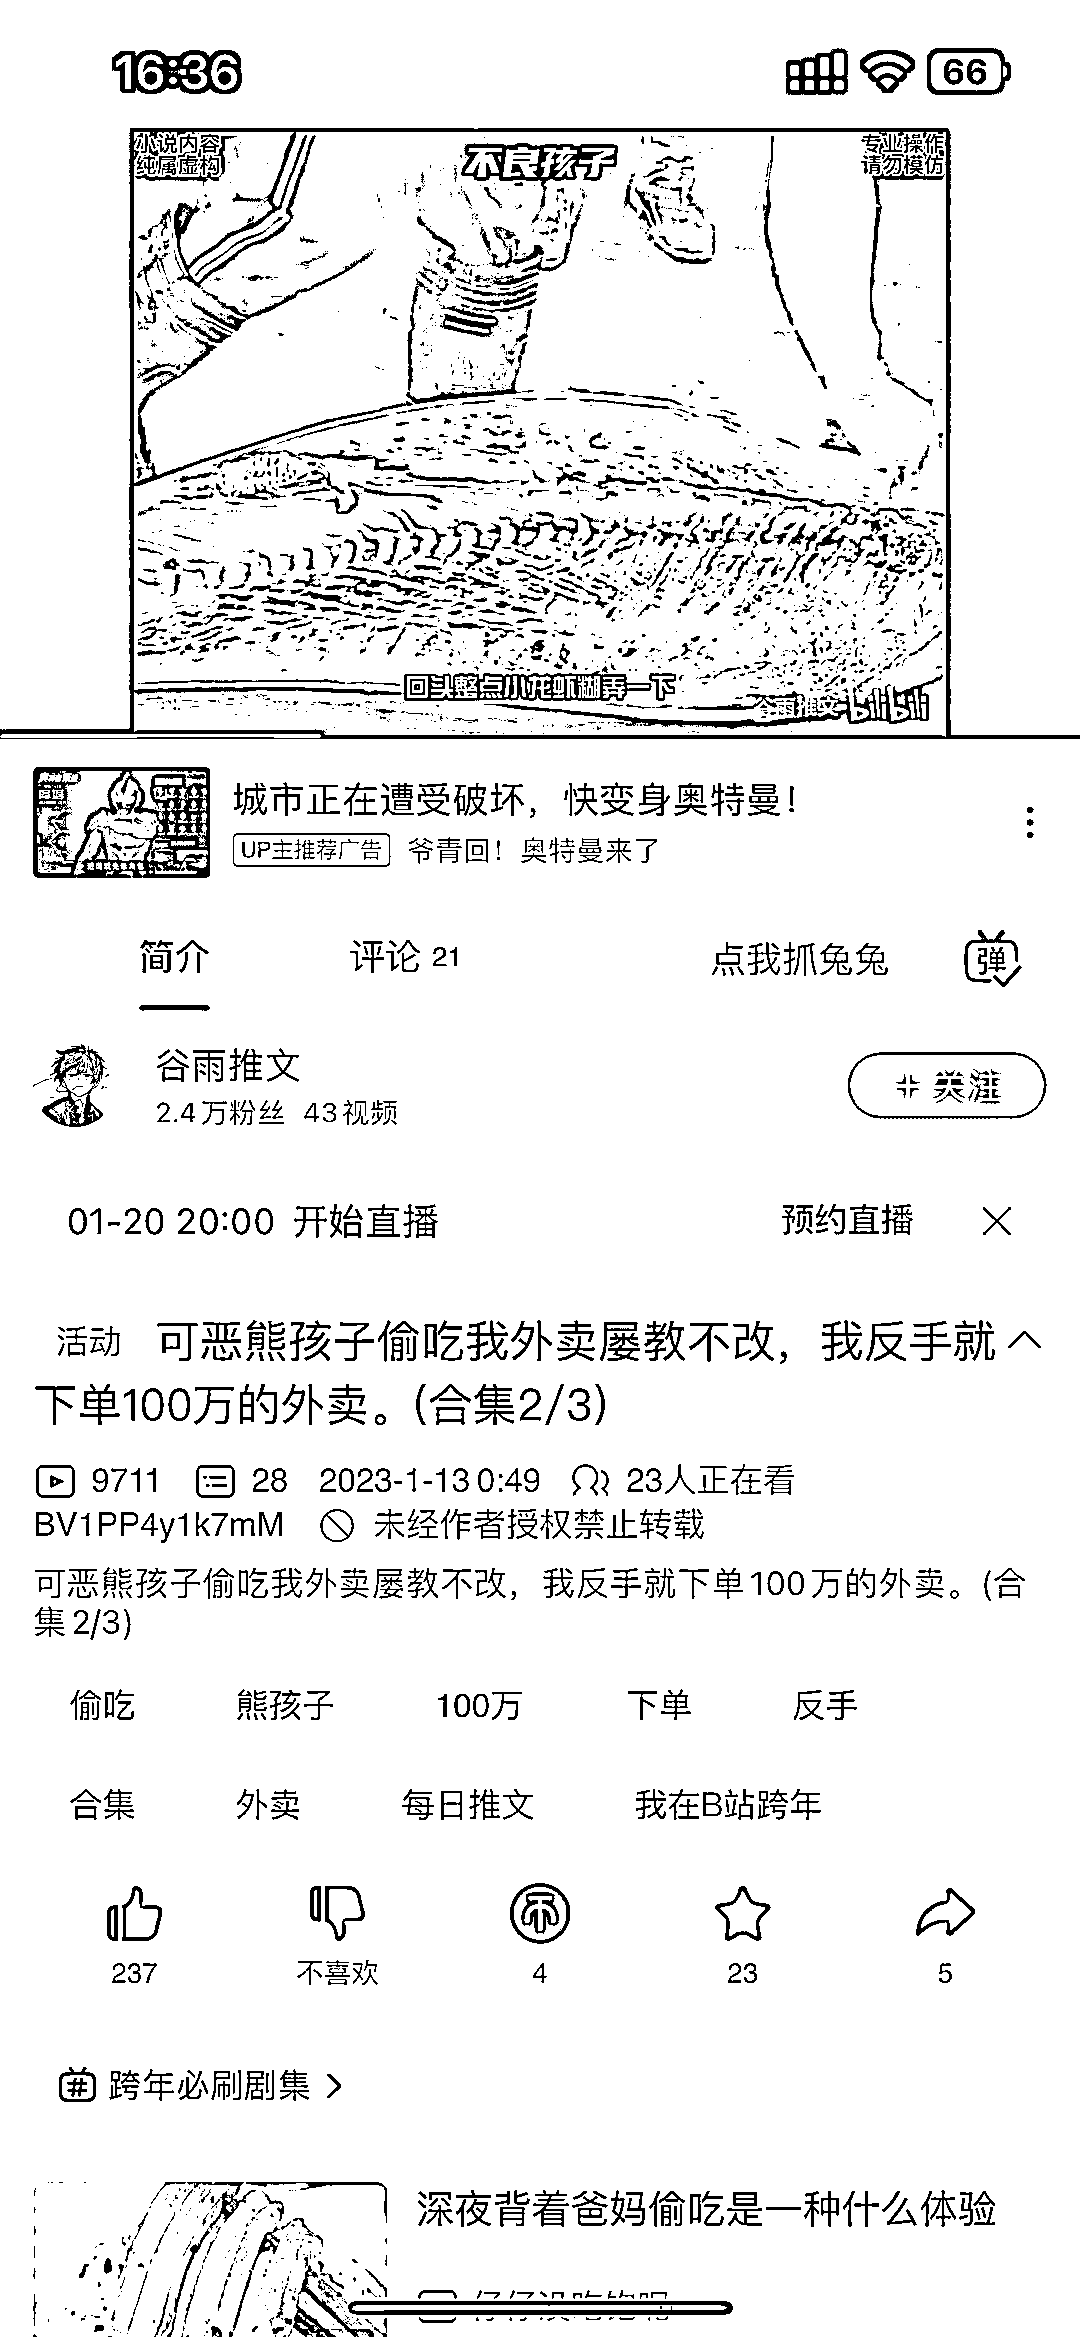 16:36
66
小说内容
纯属虚构
不良孩子
专业操作
请勿模仿
回头整点小龙虾糊弄一下
谷雨推文 bilibili
城市正在遭受破坏，快变身奥特曼！
UP主推荐广告 爷青回！奥特曼来了
简介 评论 21 点我抓兔兔 弹
谷雨推文
2.4万粉丝 43视频
+ 关注
01-20 20:00 开始直播 预约直播
活动 可恶熊孩子偷吃我外卖屡教不改，我反手就
下单100万的外卖。(合集2/3)
9711 28 2023-1-13 0:49 23人正在看
BV1PP4y1k7mM 未经作者授权禁止转载
可恶熊孩子偷吃我外卖屡教不改，我反手就下单100万的外卖。(合
集2/3)
偷吃 熊孩子 100万 下单 反手
合集 外卖 每日推文 我在B站跨年
237 不喜欢 4 23 5
跨年必刷剧集
深夜背着爸妈偷吃是一种什么体验